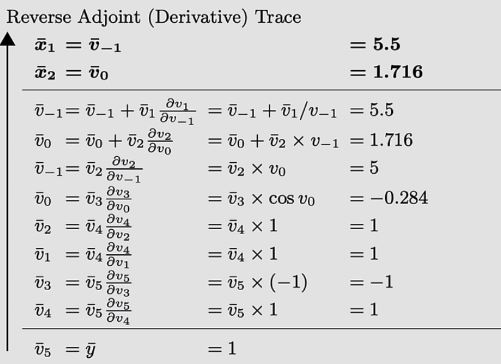 Reverse Adjoint (Derivative) Trace
x̄₁ = v̄₋₁ = 5.5
x̄₂ = v̄₀ = 1.716
v̄₋₁ = v̄₋₁ + v̄₁ ∂v₁/∂v₋₁ = v̄₋₁ + v̄₁/v₋₁ = 5.5
v̄₀ = v̄₀ + v̄₂ ∂v₂/∂v₀ = v̄₀ + v̄₂ × v₋₁ = 1.716
v̄₋₁ = v̄₂ ∂v₂/∂v₋₁ = v̄₂ × v₀ = 5
v̄₀ = v̄₃ ∂v₃/∂v₀ = v̄₃ × cos v₀ = −0.284
v̄₂ = v̄₄ ∂v₄/∂v₂ = v̄₄ × 1 = 1
v̄₁ = v̄₄ ∂v₄/∂v₁ = v̄₄ × 1 = 1
v̄₃ = v̄₅ ∂v₅/∂v₃ = v̄₅ × (−1) = −1
v̄₄ = v̄₅ ∂v₅/∂v₄ = v̄₅ × 1 = 1
v̄₅ = ȳ = 1